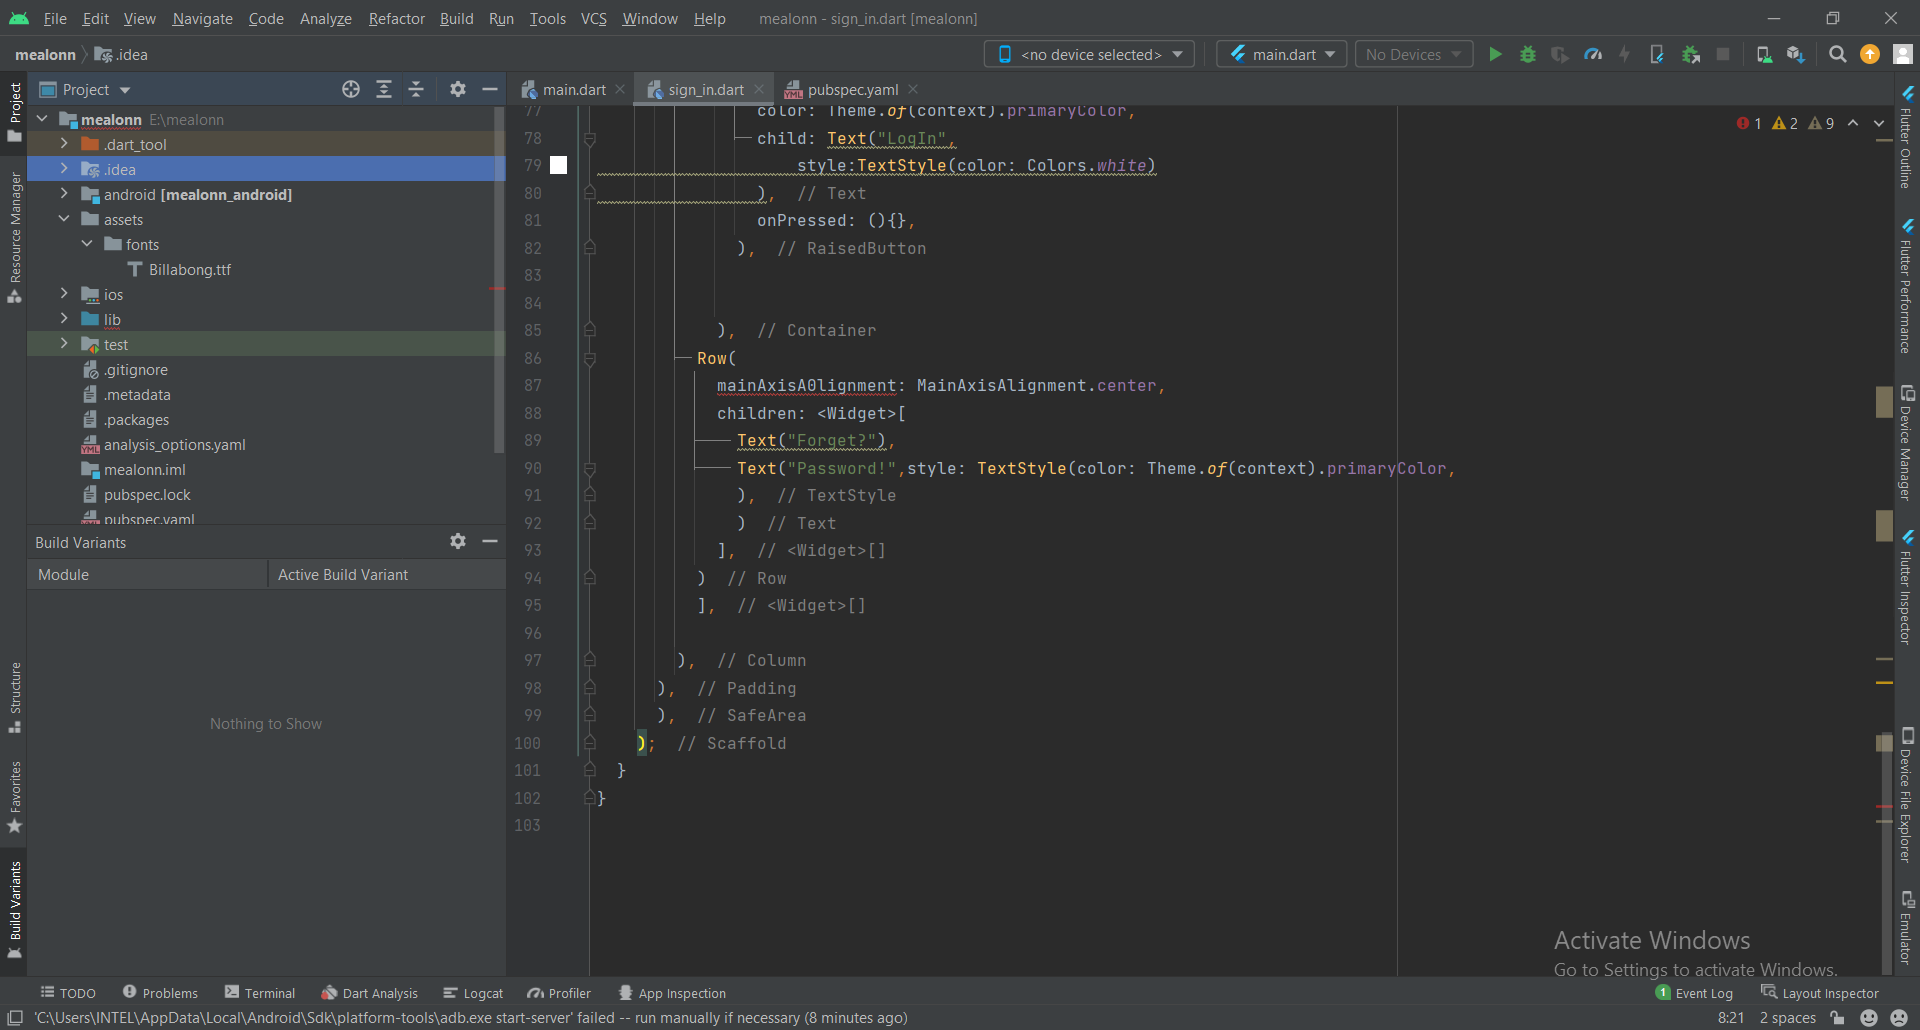 File Edit View Navigate Code Analyze Refactor Build Run Tools VCS Window Help mealonn - sign_in.dart [mealonn]
mealonn .idea <no device selected> main.dart No Devices
Project main.dart sign_in.dart pubspec.yaml
mealonn E:\mealonn
.dart_tool
.idea
android [mealonn_android]
assets
fonts
Billabong.ttf
ios
lib
test
.gitignore
.metadata
.packages
analysis_options.yaml
mealonn.iml
pubspec.lock
pubspec.yaml
Build Variants
Module Active Build Variant
Nothing to Show
Project
Resource Manager
Structure
Favorites
Build Variants
77 color: Theme.of(context).primaryColor,
78 child: Text("LogIn",
79 style:TextStyle(color: Colors.white)
80 ), // Text
81 onPressed: (){},
82 ), // RaisedButton
83
84
85 ), // Container
86 Row(
87 mainAxisA0lignment: MainAxisAlignment.center,
88 children: <Widget>[
89 Text("Forget?"),
90 Text("Password!",style: TextStyle(color: Theme.of(context).primaryColor,
91 ), // TextStyle
92 ) // Text
93 ], // <Widget>[]
94 ) // Row
95 ], // <Widget>[]
96
97 ), // Column
98 ), // Padding
99 ), // SafeArea
100 ); // Scaffold
101 }
102 }
103
1 2 9
Flutter Outline
Flutter Performance
Device Manager
Flutter Inspector
Device File Explorer
Emulator
Activate Windows
Go to Settings to activate Windows.
TODO Problems Terminal Dart Analysis Logcat Profiler App Inspection 1 Event Log Layout Inspector
'C:\Users\INTEL\AppData\Local\Android\Sdk\platform-tools\adb.exe start-server' failed -- run manually if necessary (8 minutes ago) 8:21 2 spaces